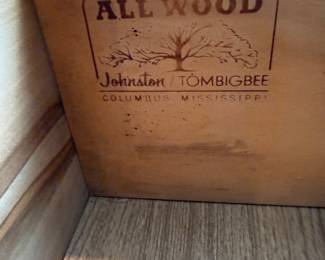 ALL WOOD
Johnston / TOMBIGBEE
COLUMBUS, MISSISSIPPI